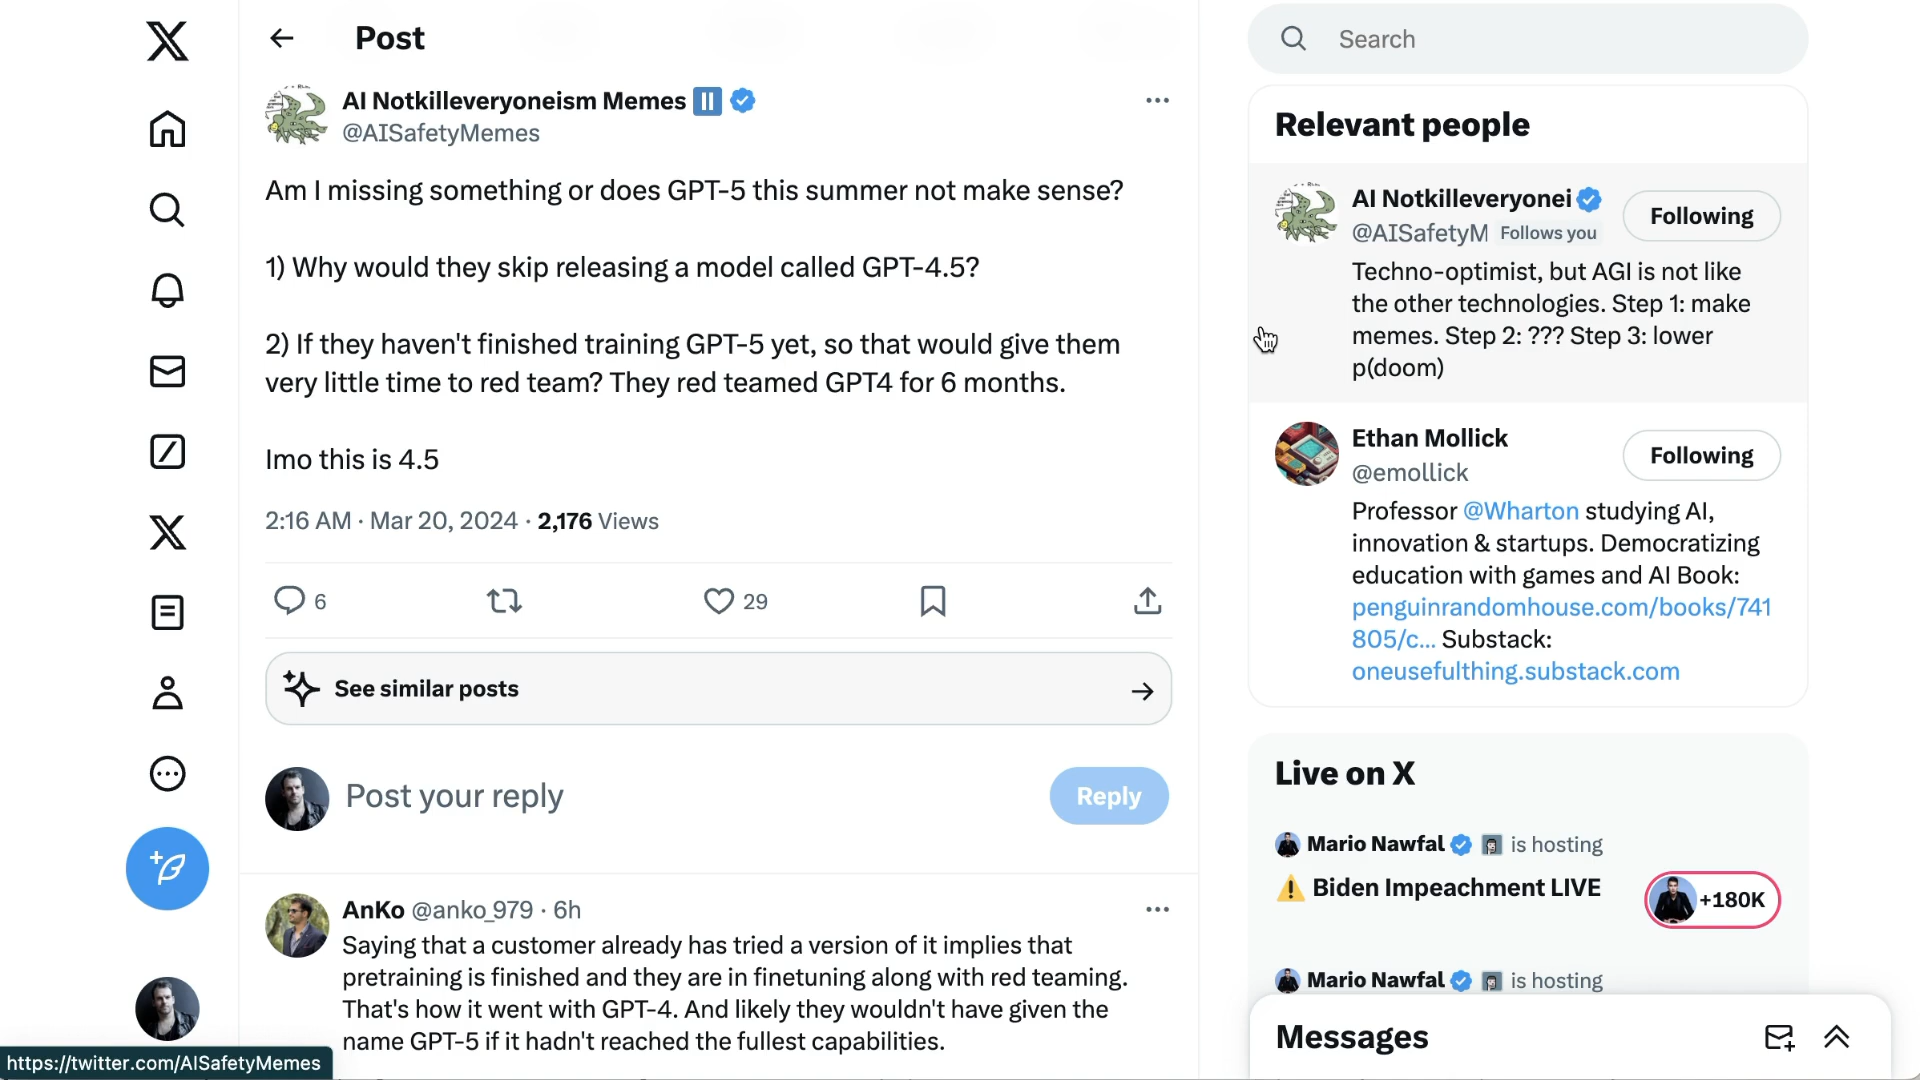 Post
AI Notkilleveryoneism Memes ⏸️
@AISafetyMemes
Am I missing something or does GPT-5 this summer not make sense?
1) Why would they skip releasing a model called GPT-4.5?
2) If they haven't finished training GPT-5 yet, so that would give them
very little time to red team? They red teamed GPT4 for 6 months.
Imo this is 4.5
2:16 AM · Mar 20, 2024 · 2,176 Views
6
29
See similar posts
Post your reply
Reply
AnKo @anko_979 · 6h
Saying that a customer already has tried a version of it implies that
pretraining is finished and they are in finetuning along with red teaming.
That's how it went with GPT-4. And likely they wouldn't have given the
name GPT-5 if it hadn't reached the fullest capabilities.
https://twitter.com/AISafetyMemes
Search
Relevant people
AI Notkilleveryonei
@AISafetyM Follows you
Following
Techno-optimist, but AGI is not like
the other technologies. Step 1: make
memes. Step 2: ??? Step 3: lower
p(doom)
Ethan Mollick
@emollick
Following
Professor @Wharton studying AI,
innovation & startups. Democratizing
education with games and AI Book:
penguinrandomhouse.com/books/741
805/c... Substack:
oneusefulthing.substack.com
Live on X
Mario Nawfal is hosting
⚠️ Biden Impeachment LIVE
+180K
Mario Nawfal is hosting
Messages